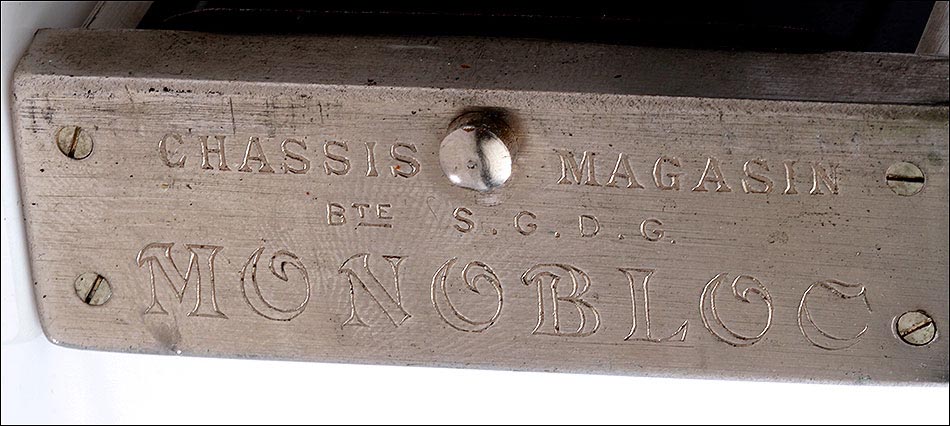 CHASSIS MAGASIN
BTE S.G.D.G.
MONOBLOC